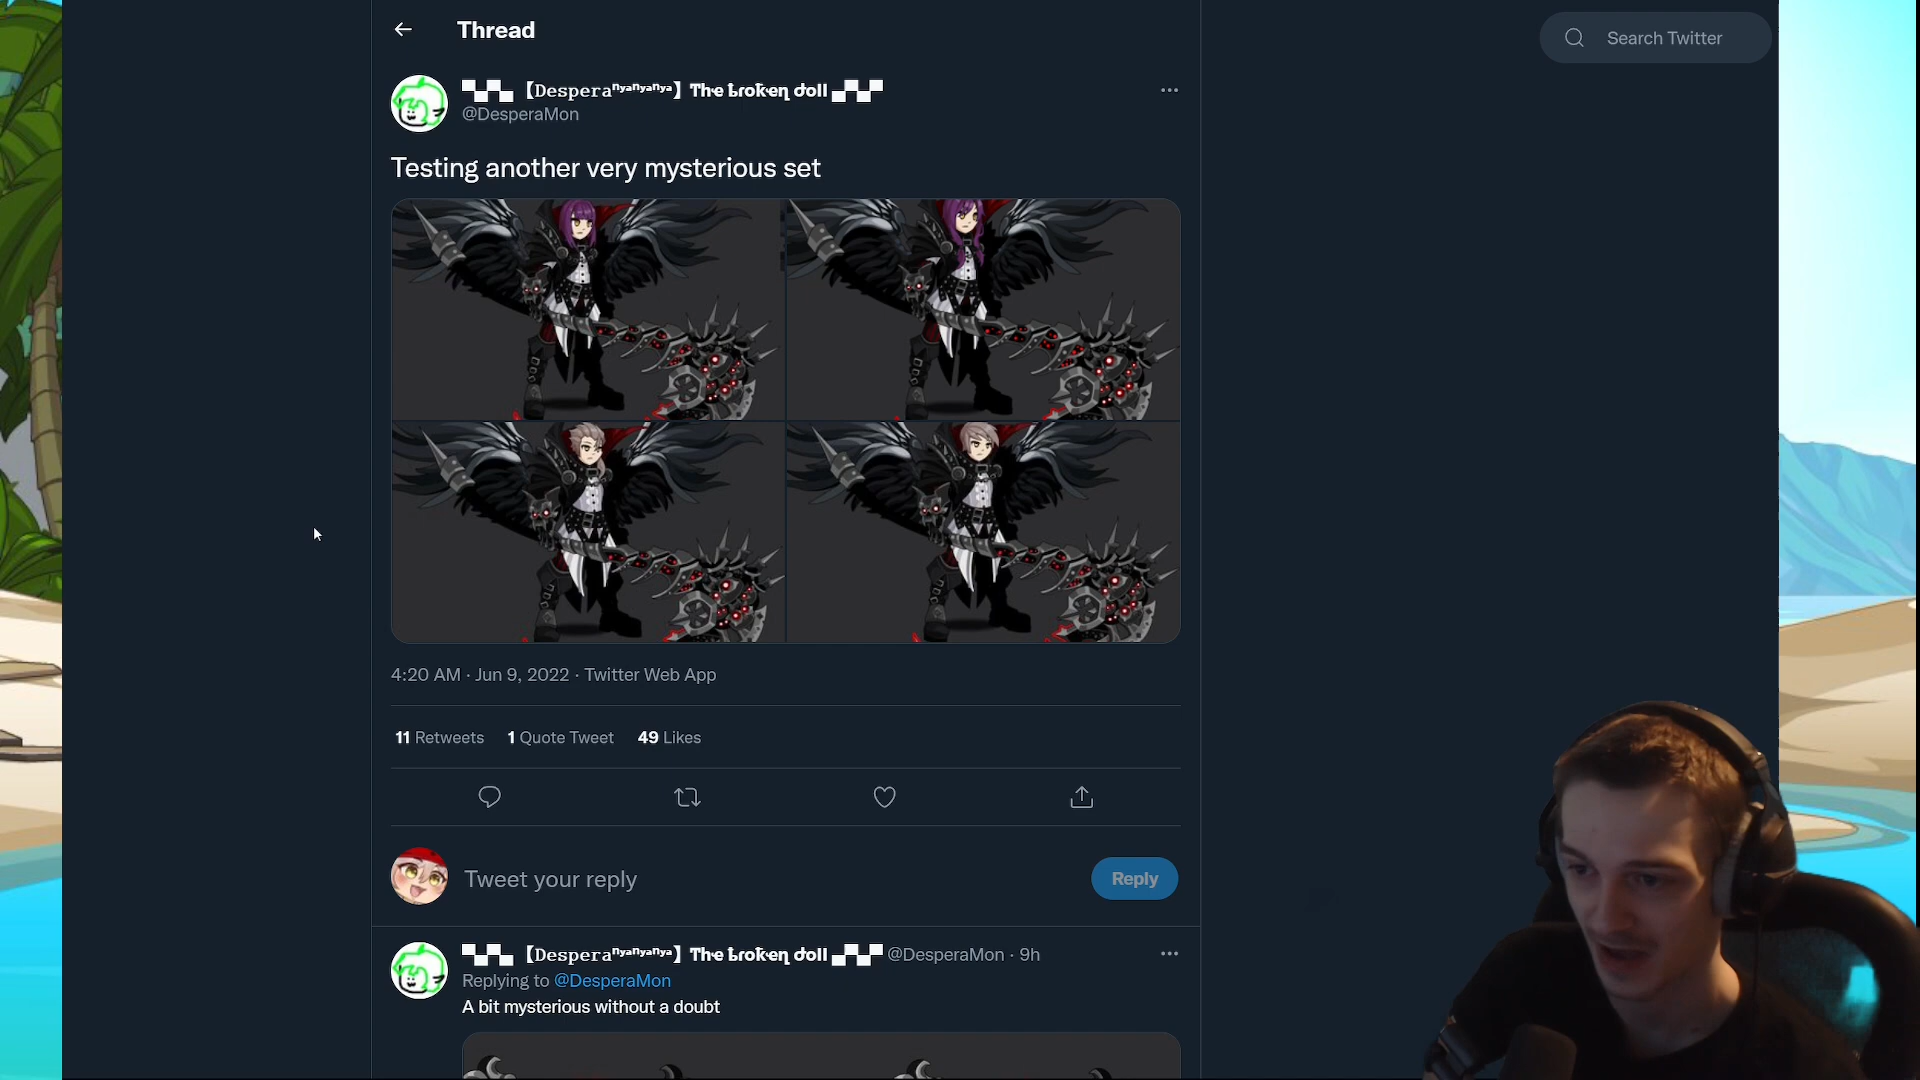 Thread
Search Twitter
▀▄▀▄ 【𝙳𝚎𝚜𝚙𝚎𝚛𝚊ⁿʸᵃⁿʸᵃⁿʸᵃ】 The broken doll ▄▀▄▀
@DesperaMon
Testing another very mysterious set
4:20 AM · Jun 9, 2022 · Twitter Web App
11 Retweets 1 Quote Tweet 49 Likes
Tweet your reply
Reply
▀▄▀▄ 【𝙳𝚎𝚜𝚙𝚎𝚛𝚊ⁿʸᵃⁿʸᵃⁿʸᵃ】 The broken doll ▄▀▄▀ @DesperaMon · 9h
Replying to @DesperaMon
A bit mysterious without a doubt